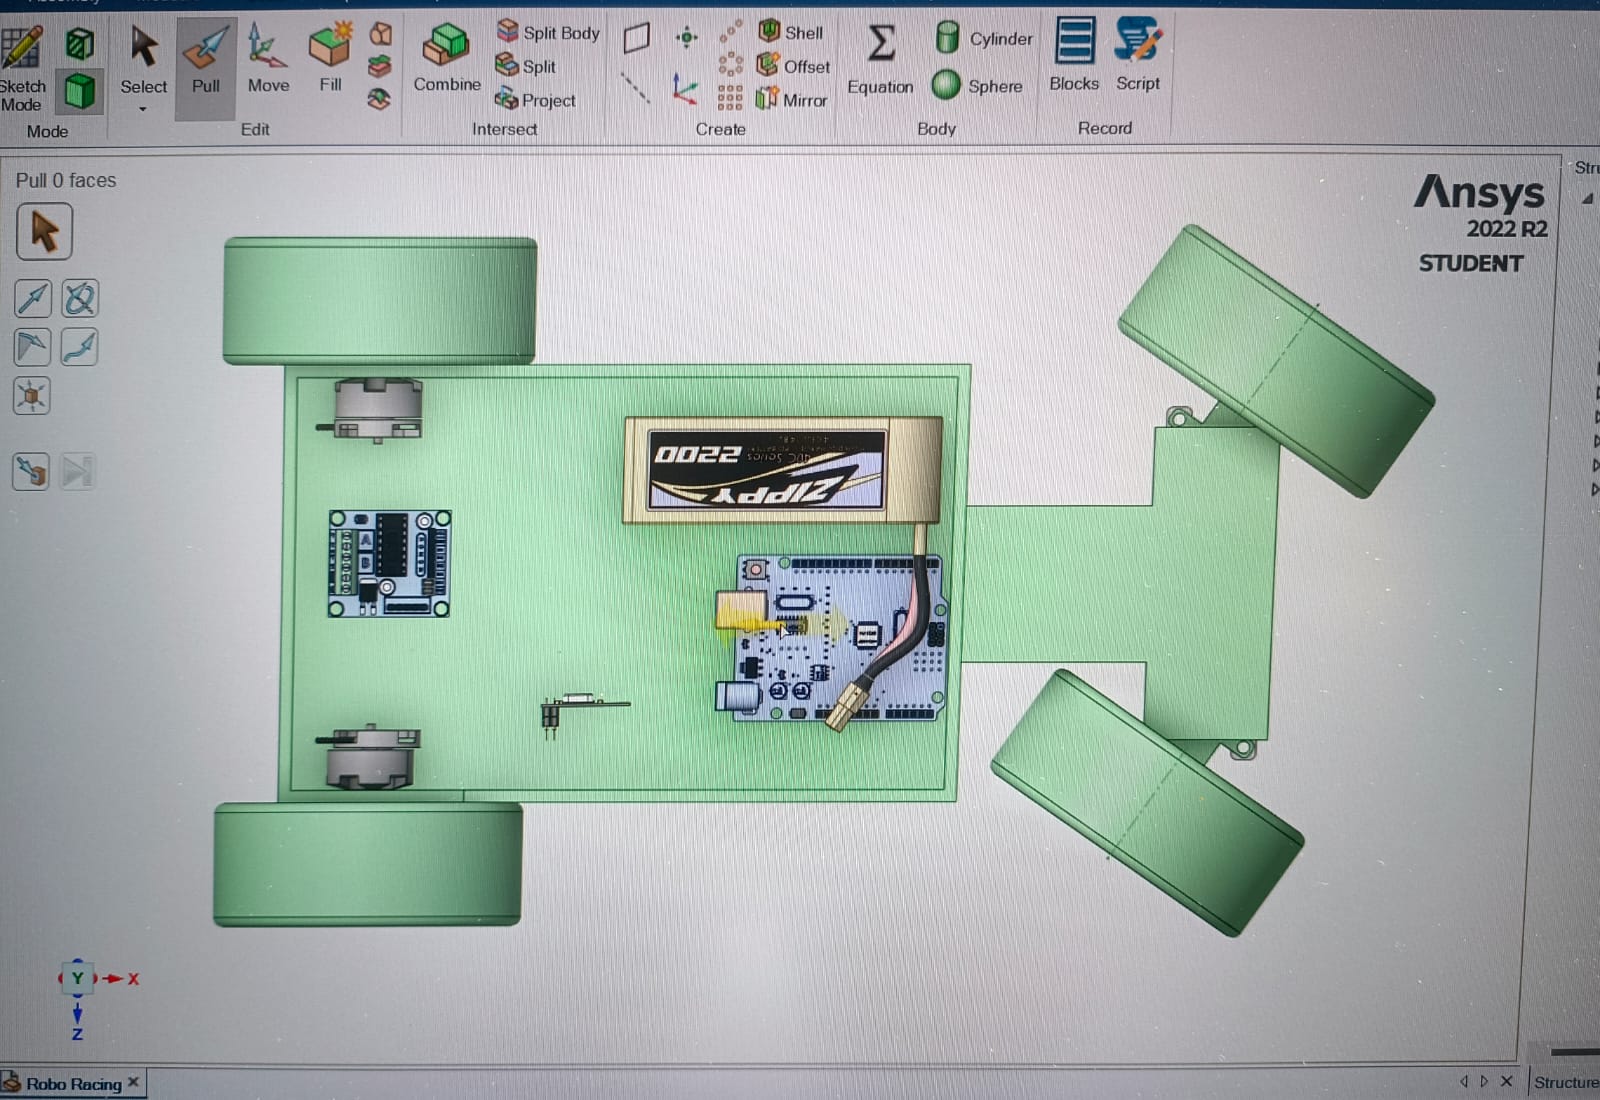 Sketch
Mode
Mode
Select
Pull
Move
Fill
Edit
Combine
Split Body
Split
Project
Intersect
Shell
Offset
Mirror
Create
Equation
Cylinder
Sphere
Body
Blocks
Script
Record
Pull 0 faces
Ansys
2022 R2
STUDENT
2200
ZIPPY
A
B
Y
X
Z
Robo Racing
Structure